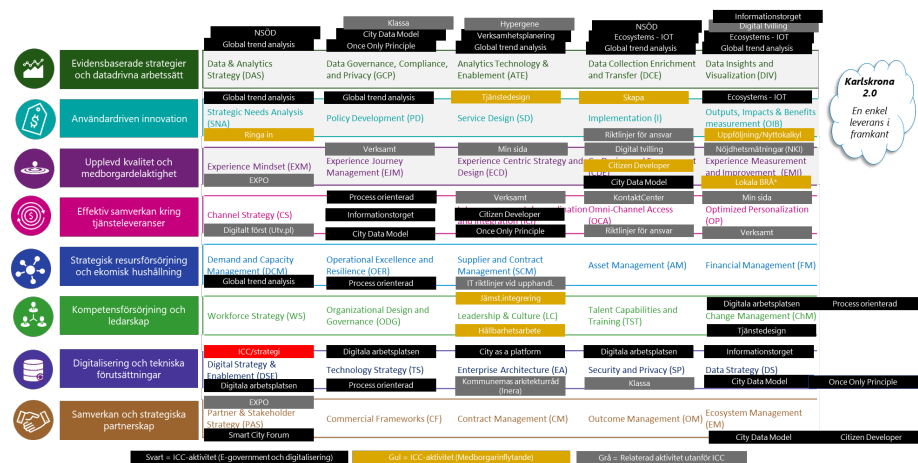 NSÖD
Klassa
Hypergene
NSÖD
Informationstorget
Digital tvilling
City Data Model
Verksamhetsplanering
Ecosystems - IOT
Ecosystems - IOT
Global trend analysis
Once Only Principle
Global trend analysis
Global trend analysis
Global trend analysis
Evidensbaserade strategier
och datadrivna arbetssätt
Data & Analytics
Strategy (DAS)
Data Governance, Compliance,
and Privacy (GCP)
Analytics Technology &
Enablement (ATE)
Data Collection Enrichment
and Transfer (DCE)
Data Insights and
Visualization (DIV)
Karlskrona
2.0
En enkel
leverans i
framkant
Global trend analysis
Global trend analysis
Tjänstedesign
Skapa
Ecosystems - IOT
Användardriven innovation
Strategic Needs Analysis
(SNA)
Policy Development (PD)
Service Design (SD)
Implementation (I)
Outputs, Impacts & Benefits
measurement (OIB)
Ringa in
Riktlinjer för ansvar
Uppföljning/Nyttokalkyl
Verksamt
Min sida
Digital tvilling
Nöjdhetsmätningar (NKI)
Upplevd kvalitet och
medborgardelaktighet
Experience Mindset (EXM)
Experience Journey
Management (EJM)
Experience Centric Strategy and
Design (ECD)
Citizen Developer
Experience Measurement
and Improvement (EMI)
EXPO
City Data Model
Lokala BRÅ*
Process orienterad
Verksamt
KontaktCenter
Min sida
Effektiv samverkan kring
tjänsteleveranser
Channel Strategy (CS)
Informationstorget
Citizen Developer
Omni-Channel Access
(OCA)
Optimized Personalization
(OP)
Digitalt först (Utv.pl)
City Data Model
Once Only Principle
Riktlinjer för ansvar
Verksamt
Strategisk resursförsörjning
och ekomisk hushållning
Demand and Capacity
Management (DCM)
Operational Excellence and
Resilience (OER)
Supplier and Contract
Management (SCM)
Asset Management (AM)
Financial Management (FM)
Global trend analysis
Process orienterad
IT riktlinjer vid upphandl.
Jämst.integrering
Digitala arbetsplatsen
Process orienterad
Kompetensförsörjning och
ledarskap
Workforce Strategy (WS)
Organizational Design and
Governance (ODG)
Leadership & Culture (LC)
Talent Capabilities and
Training (TST)
Change Management (ChM)
Hållbarhetsarbete
Tjänstedesign
ICC/strategi
Digitala arbetsplatsen
City as a platform
Digitala arbetsplatsen
Informationstorget
Digitalisering och tekniska
förutsättningar
Digital Strategy &
Enablement (DSE)
Technology Strategy (TS)
Enterprise Architecture (EA)
Security and Privacy (SP)
Data Strategy (DS)
Digitala arbetsplatsen
Process orienterad
Kommunemas arkitekturråd
(Inera)
Klassa
City Data Model
Once Only Principle
EXPO
Samverkan och strategiska
partnerskap
Partner & Stakeholder
Strategy (PAS)
Commercial Frameworks (CF)
Contract Management (CM)
Outcome Management (OM)
Ecosystem Management
(EM)
Smart City Forum
City Data Model
Citizen Developer
Svart = ICC-aktivitet (E-government och digitalisering)
Gul = ICC-aktivitet (Medborgarinflytande)
Grå = Relaterad aktivitet utanför ICC